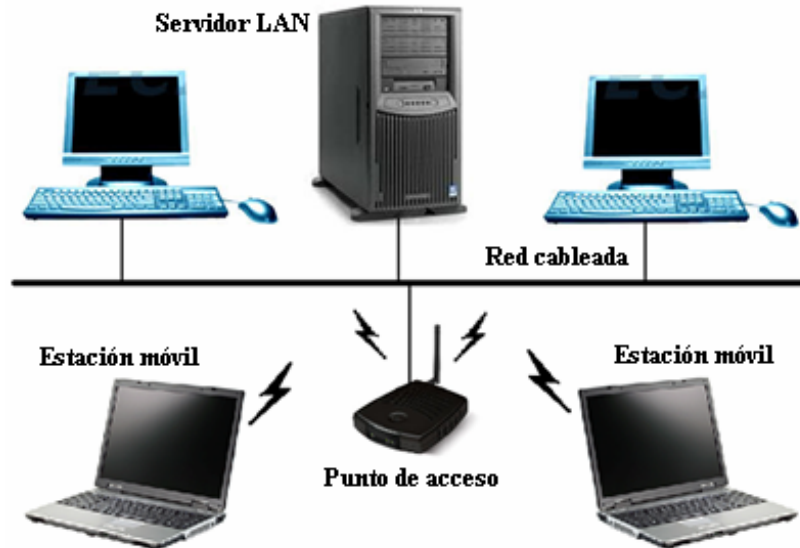 Servidor LAN
Red cableada
Estación móvil
Estación móvil
Punto de acceso